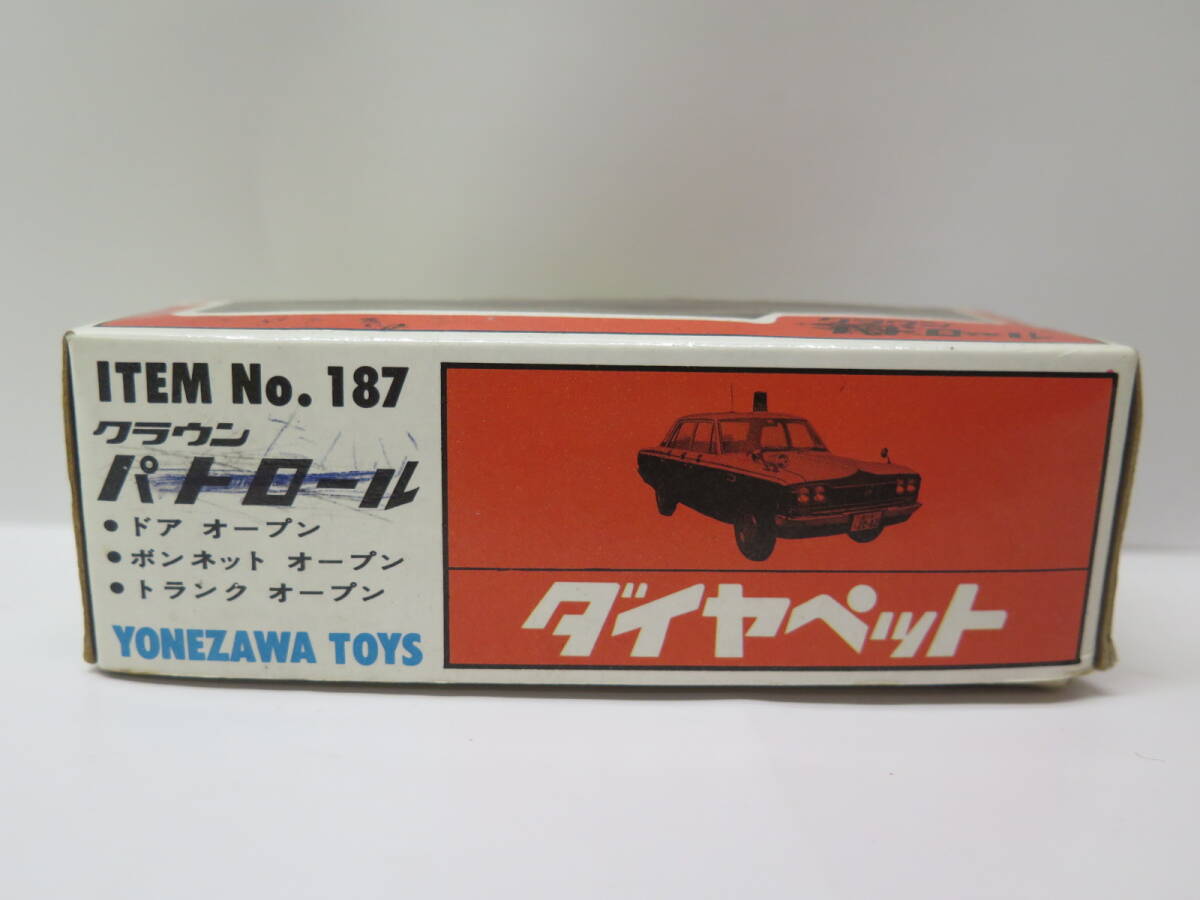 ITEM No. 187
クラウン
パトロール
• ドア オープン
• ボンネット オープン
• トランク オープン
YONEZAWA TOYS
ダイヤペット